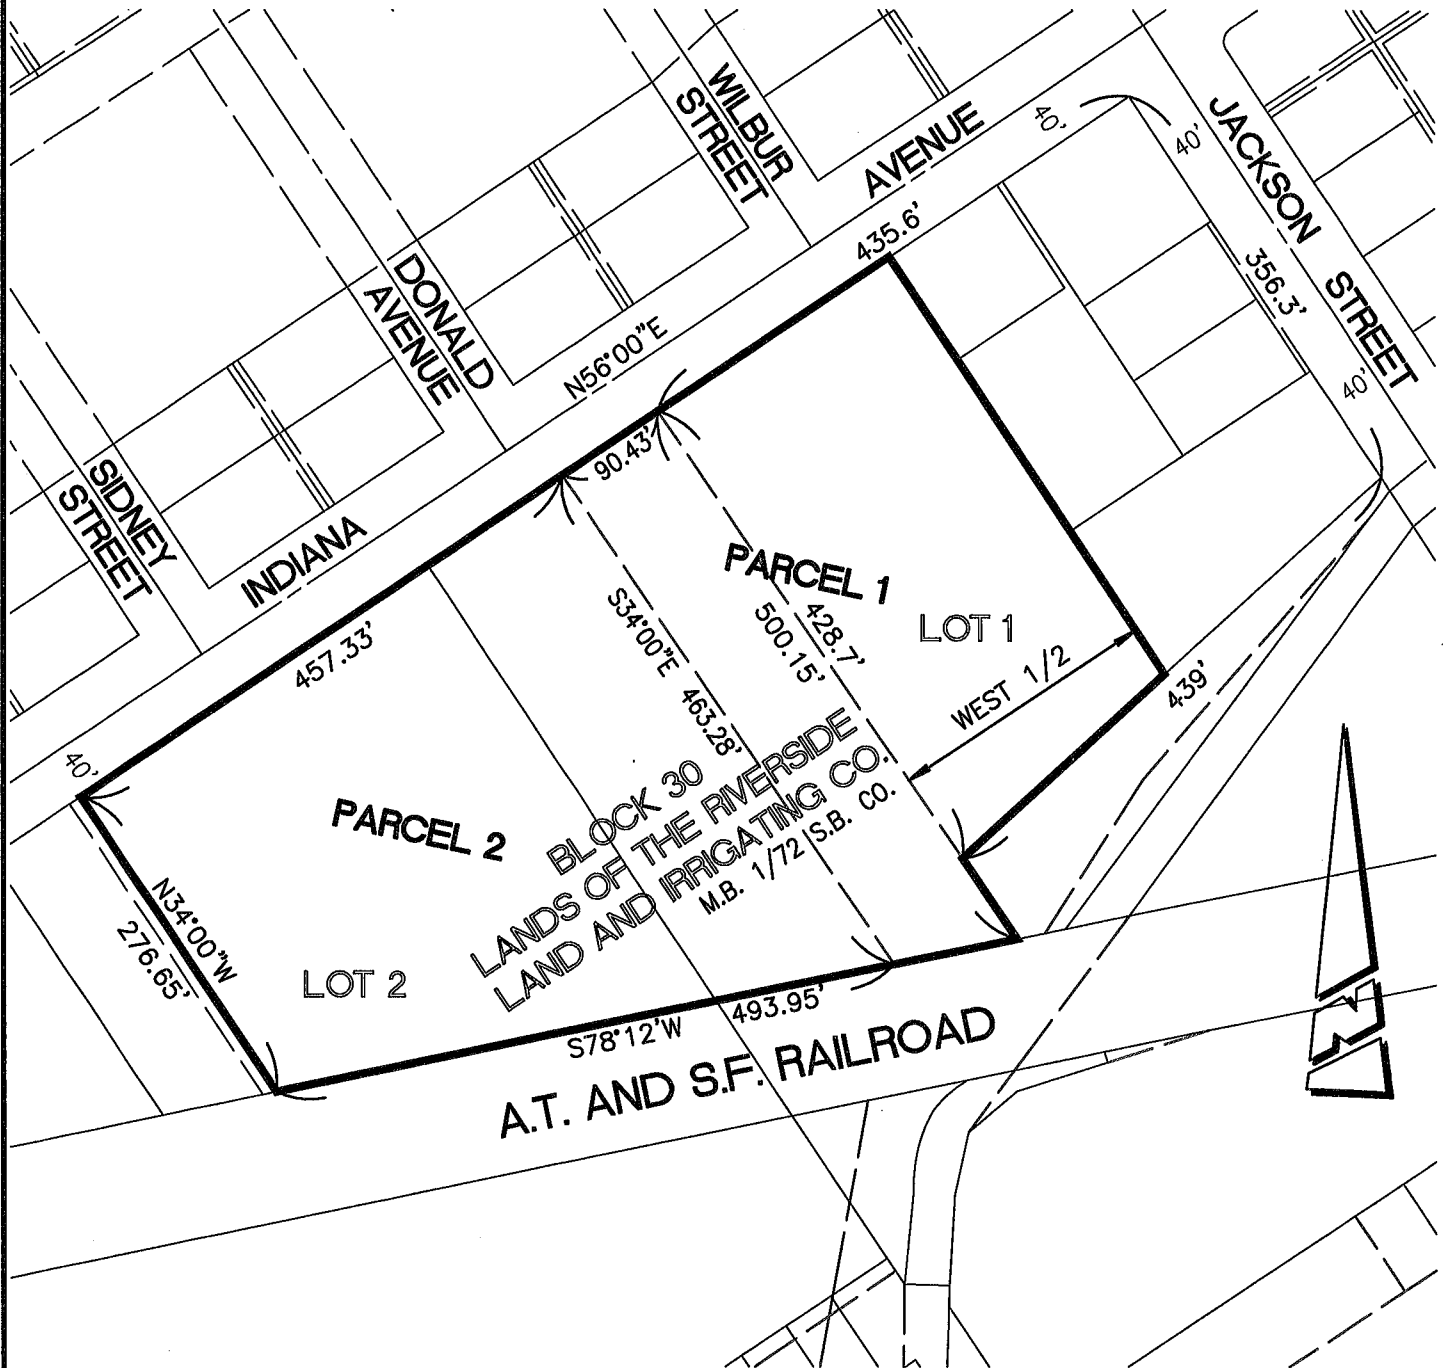 WILBUR
STREET
AVENUE
40'
40'
JACKSON
STREET
356.3'
40'
435.6'
DONALD
AVENUE
N56°00"E
90.43'
SIDNEY
STREET
INDIANA
457.33'
40'
PARCEL 1
LOT 1
428.7'
500.15'
S34°00"E 463.28'
WEST 1/2
439'
PARCEL 2
BLOCK 30
LANDS OF THE RIVERSIDE
LAND AND IRRIGATING CO.
M.B. 1/72 S.B. CO.
N34°00"W
276.65'
LOT 2
S78°12'W
493.95'
A.T. AND S.F. RAILROAD